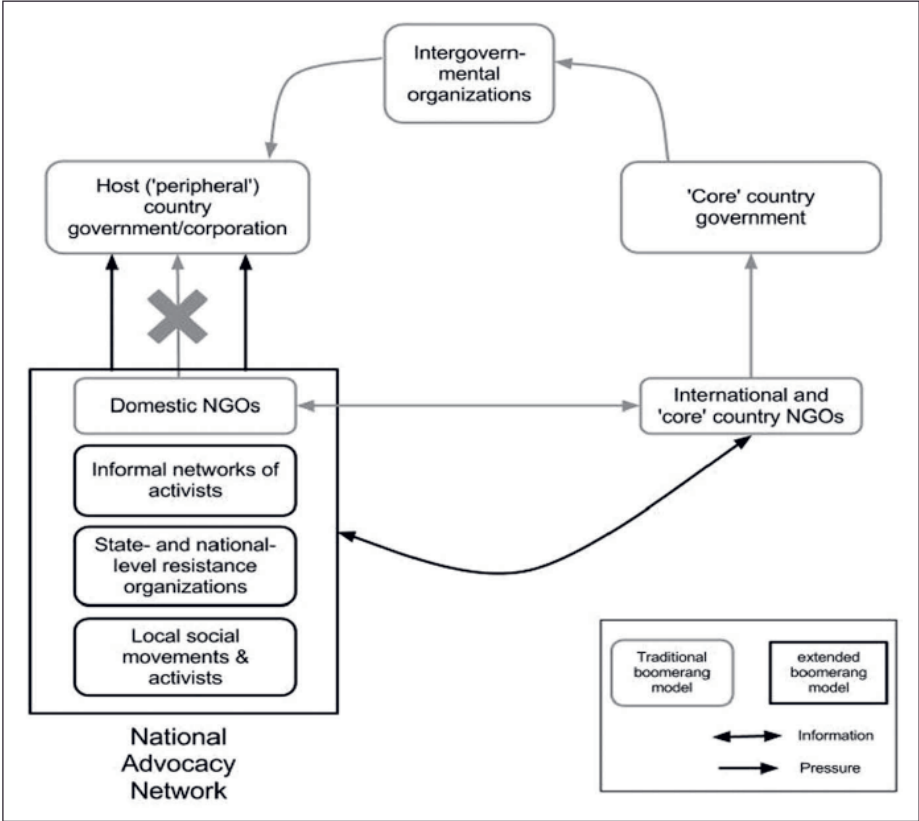 Intergovern-
mental
organizations
Host ('peripheral')
country
government/corporation
'Core' country
government
Domestic NGOs
International and
'core' country NGOs
Informal networks of
activists
State- and national-
level resistance
organizations
Local social
movements &
activists
National
Advocacy
Network
Traditional
boomerang
model
extended
boomerang
model
Information
Pressure